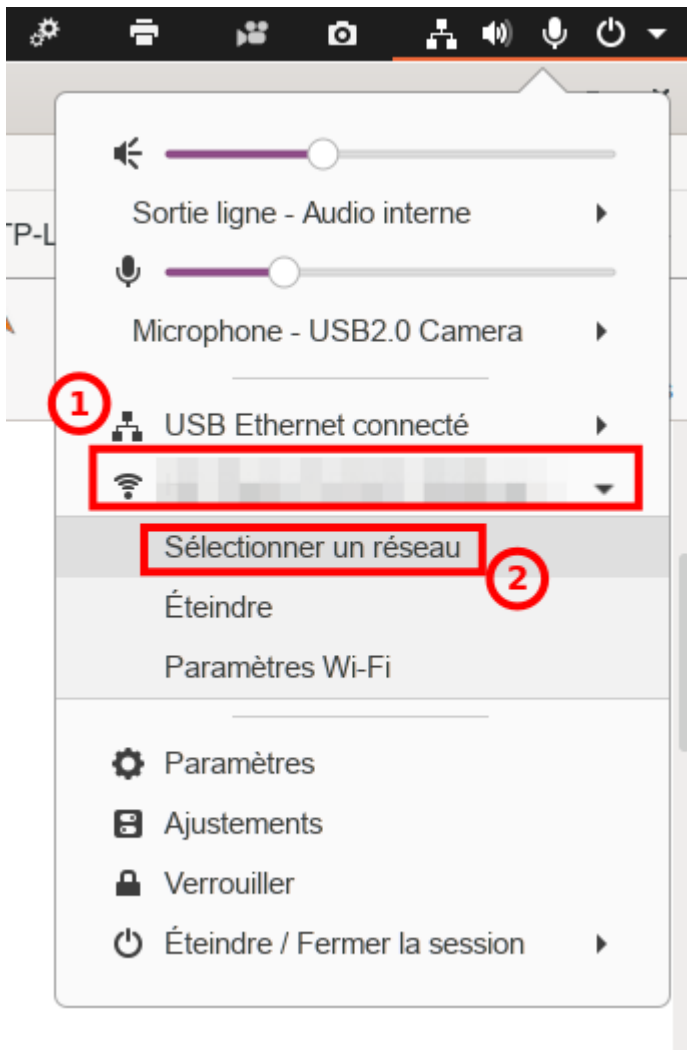 Sortie ligne - Audio interne
TP-L
Microphone - USB2.0 Camera
1
USB Ethernet connecté
Sélectionner un réseau
2
Éteindre
Paramètres Wi-Fi
Paramètres
Ajustements
Verrouiller
Éteindre / Fermer la session